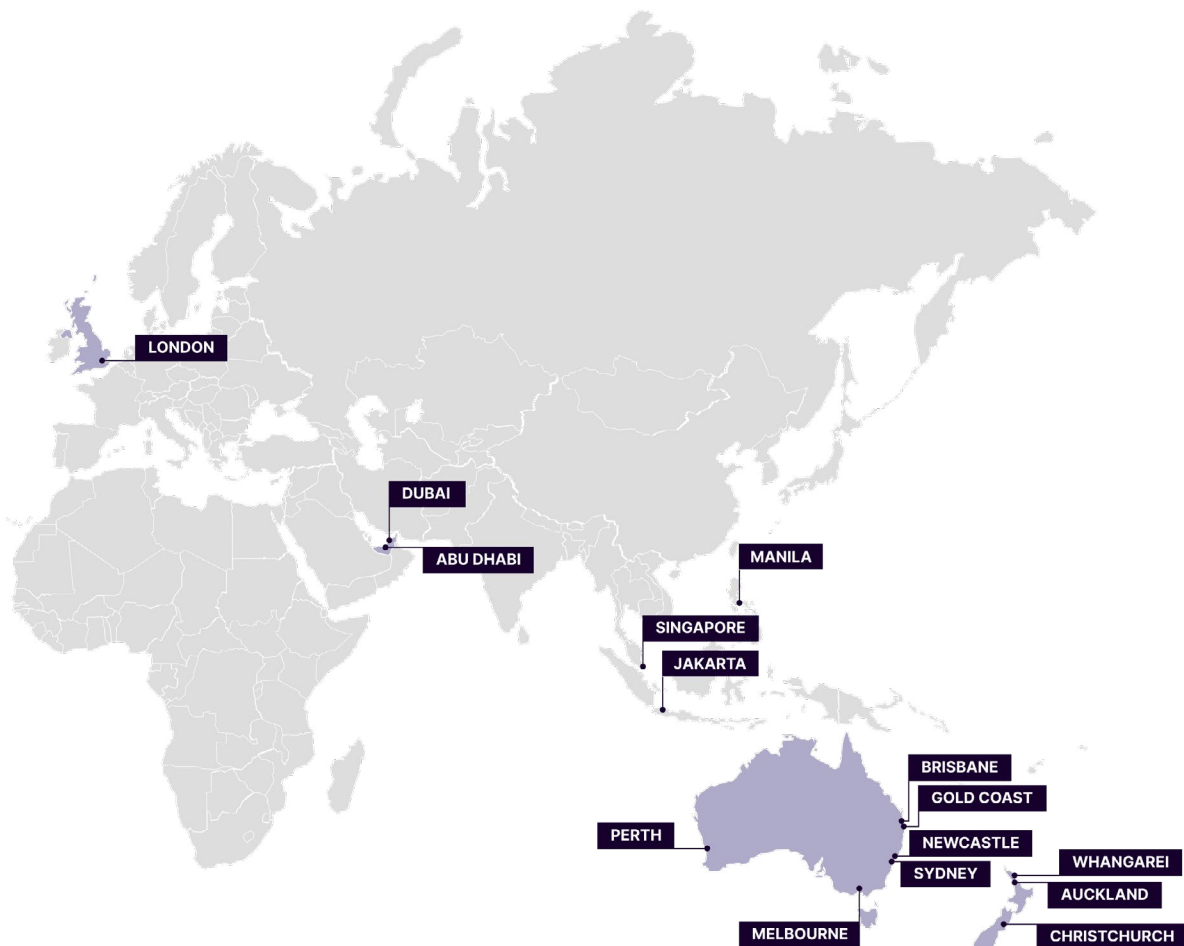 LONDON
DUBAI
ABU DHABI
MANILA
SINGAPORE
JAKARTA
BRISBANE
GOLD COAST
PERTH
NEWCASTLE
SYDNEY
WHANGAREI
AUCKLAND
MELBOURNE
CHRISTCHURCH